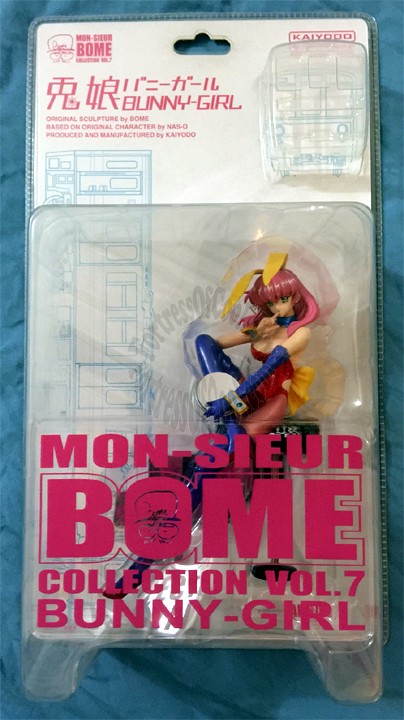 MON-SIEUR
BOME
COLLECTION VOL.7
KAIYODO
兎娘バニーガール
BUNNY-GIRL
ORIGINAL SCULPTURE by BOME
BASED ON ORIGINAL CHARACTER by NAS-O
PRODUCED AND MANUFACTURED by KAIYODO
MON-SIEUR
BOME
COLLECTION VOL.7
BUNNY-GIRL